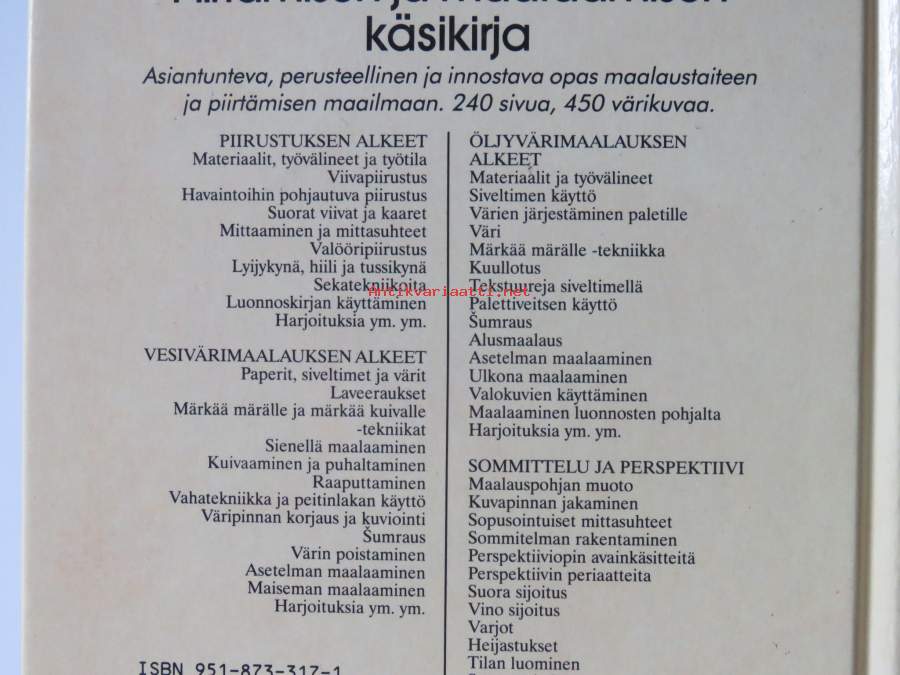 Piirtämisen ja maalaamisen
käsikirja
Asiantunteva, perusteellinen ja innostava opas maalaustaiteen
ja piirtämisen maailmaan. 240 sivua, 450 värikuvaa.
PIIRUSTUKSEN ALKEET
Materiaalit, työvälineet ja työtila
Viivapiirustus
Havaintoihin pohjautuva piirustus
Suorat viivat ja kaaret
Mittaaminen ja mittasuhteet
Valööripiirustus
Lyijykynä, hiili ja tussikynä
Sekatekniikoita
Luonnoskirjan käyttäminen
Harjoituksia ym. ym.
VESIVÄRIMAALAUKSEN ALKEET
Paperit, siveltimet ja värit
Laveeraukset
Märkää märälle ja märkää kuivalle
-tekniikat
Sienellä maalaaminen
Kuivaaminen ja puhaltaminen
Raaputtaminen
Vahatekniikka ja peitinlakan käyttö
Väripinnan korjaus ja kuviointi
Šumraus
Värin poistaminen
Asetelman maalaaminen
Maiseman maalaaminen
Harjoituksia ym. ym.
ISBN 951-873-317-1
ÖLJYVÄRIMAALAUKSEN
ALKEET
Materiaalit ja työvälineet
Siveltimen käyttö
Värien järjestäminen paletille
Väri
Märkää märälle -tekniikka
Kuullotus
Tekstuureja siveltimellä
Palettiveitsen käyttö
Šumraus
Alusmaalaus
Asetelman maalaaminen
Ulkona maalaaminen
Valokuvien käyttäminen
Maalaaminen luonnosten pohjalta
Harjoituksia ym. ym.
SOMMITTELU JA PERSPEKTIIVI
Maalauspohjan muoto
Kuvapinnan jakaminen
Sopusointuiset mittasuhteet
Sommitelman rakentaminen
Perspektiiviopin avainkäsitteitä
Perspektiivin periaatteita
Suora sijoitus
Vino sijoitus
Varjot
Heijastukset
Tilan luominen
Antikvariaatti.net